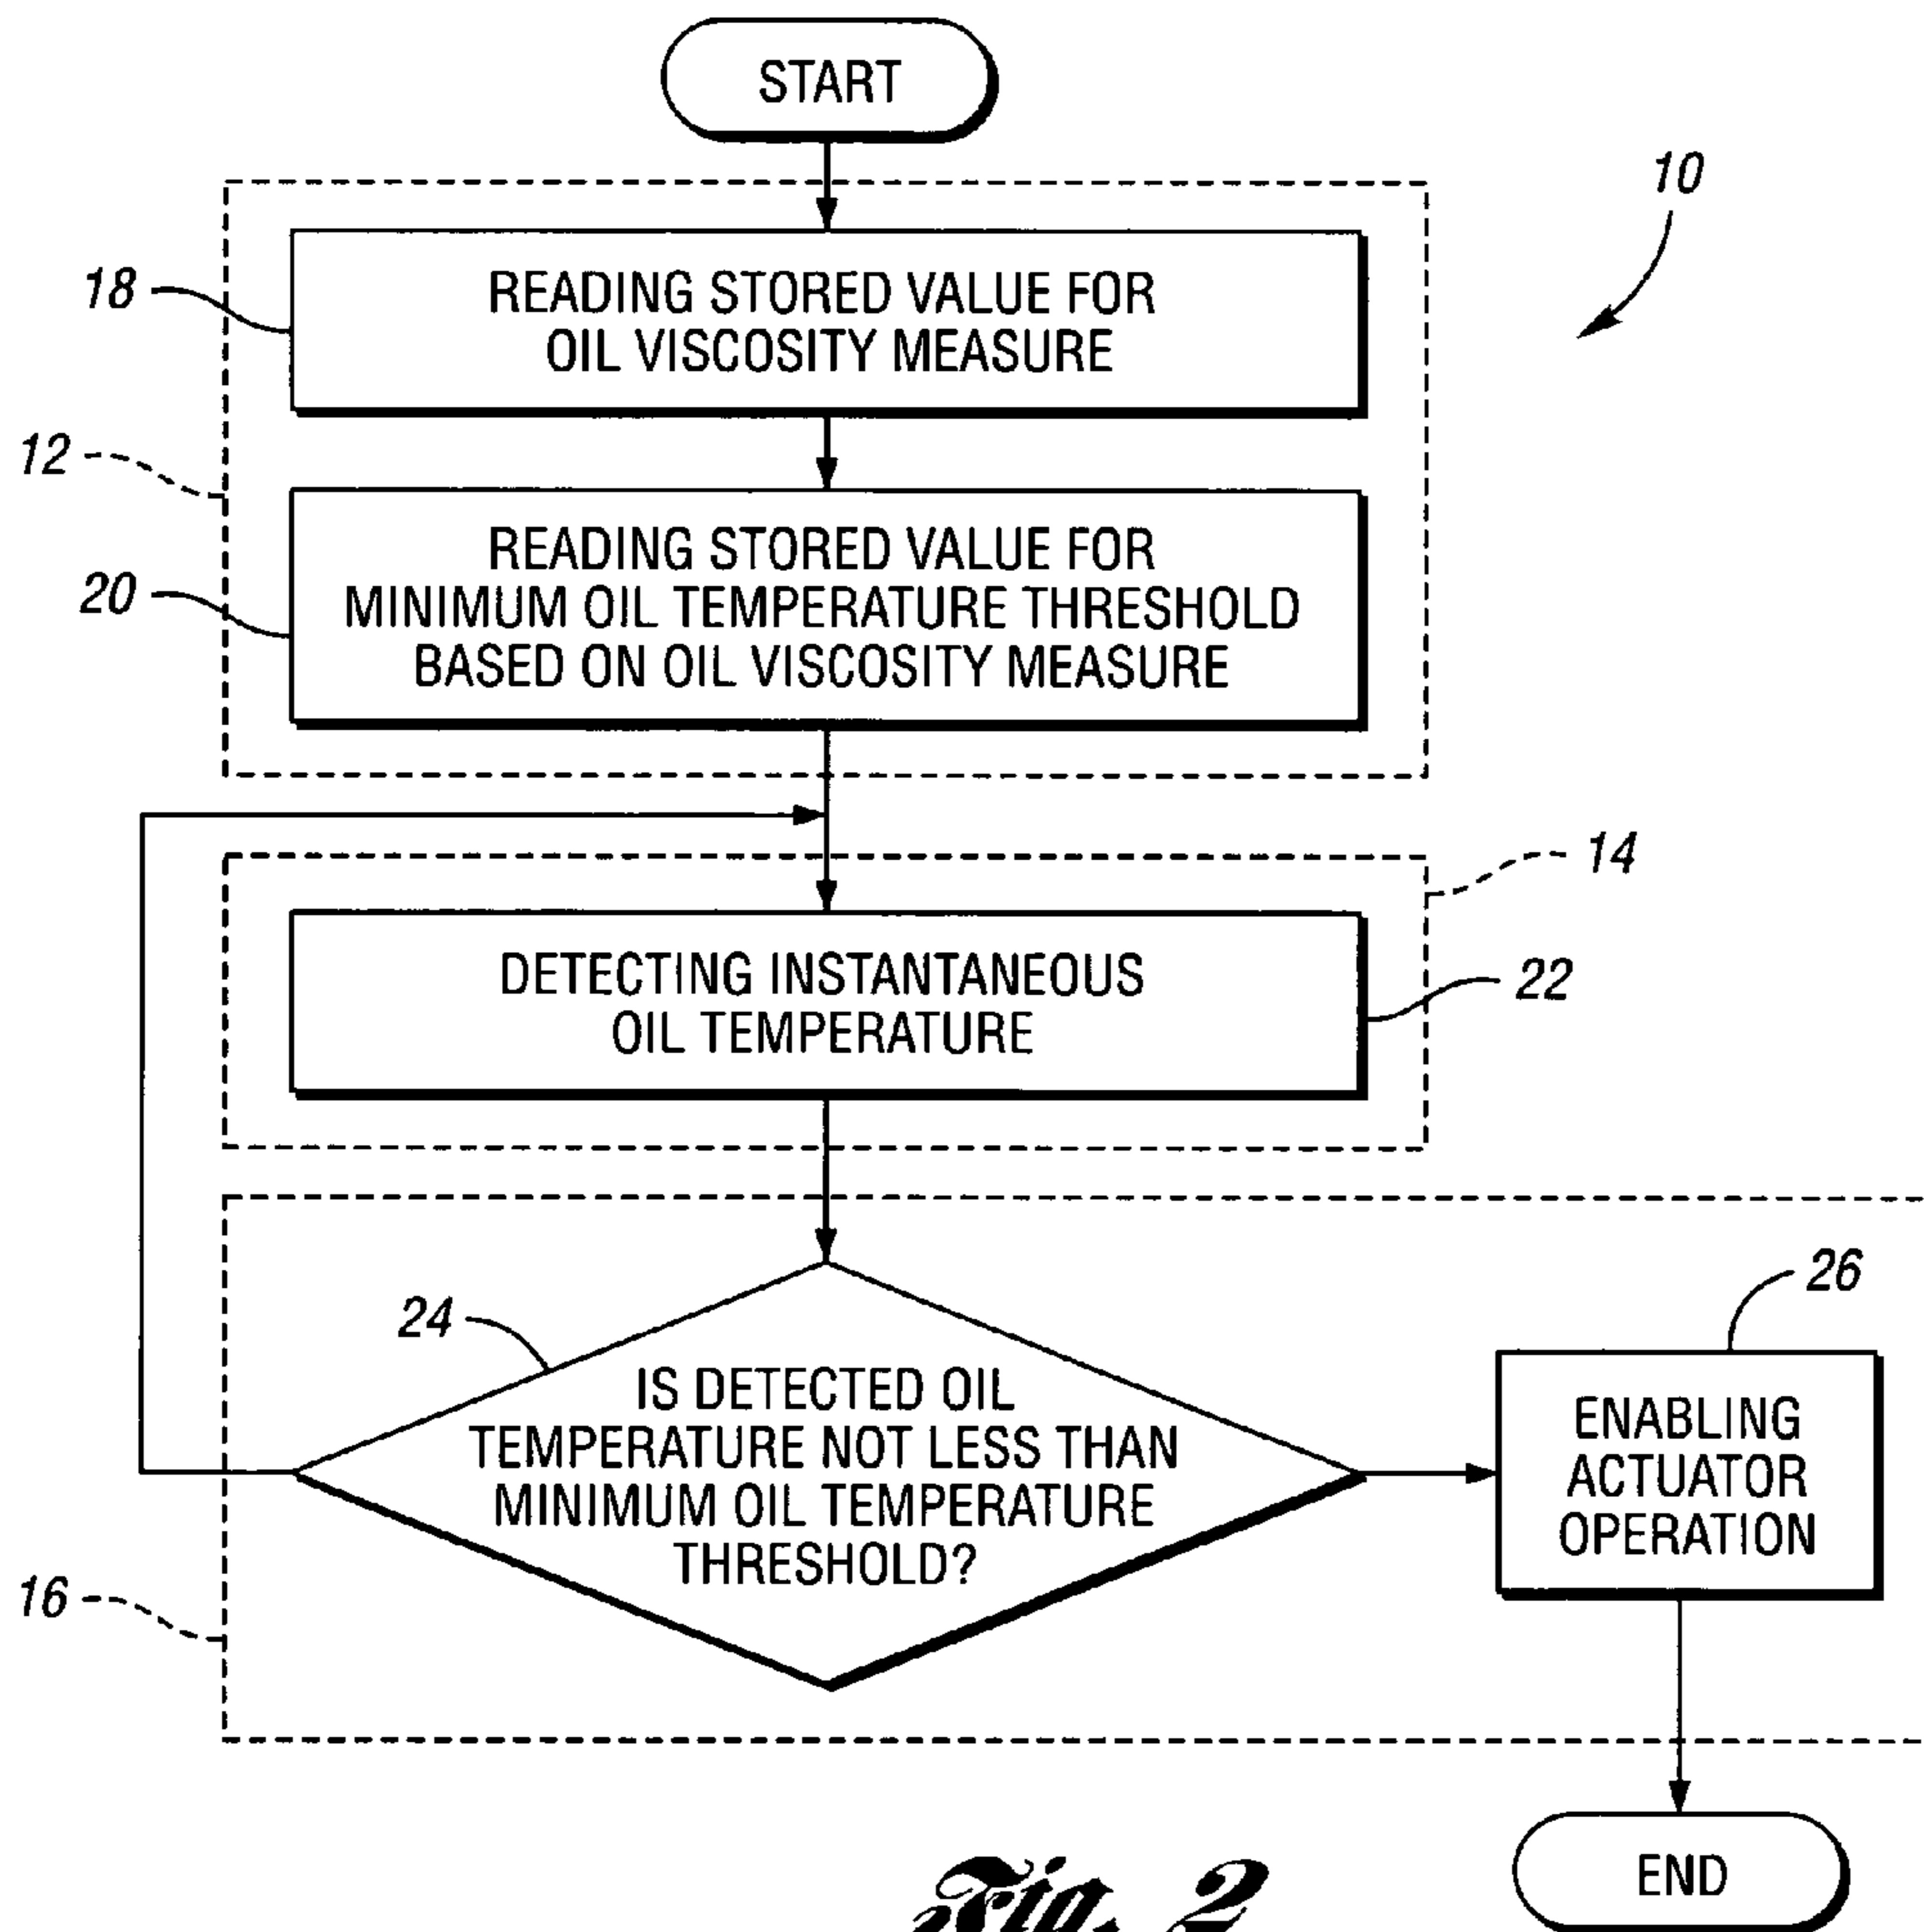 START
10
18
READING STORED VALUE FOR
OIL VISCOSITY MEASURE
12
20
READING STORED VALUE FOR
MINIMUM OIL TEMPERATURE THRESHOLD
BASED ON OIL VISCOSITY MEASURE
14
DETECTING INSTANTANEOUS
OIL TEMPERATURE
22
24
IS DETECTED OIL
TEMPERATURE NOT LESS THAN
MINIMUM OIL TEMPERATURE
THRESHOLD?
26
ENABLING
ACTUATOR
OPERATION
16
END
Fig. 2